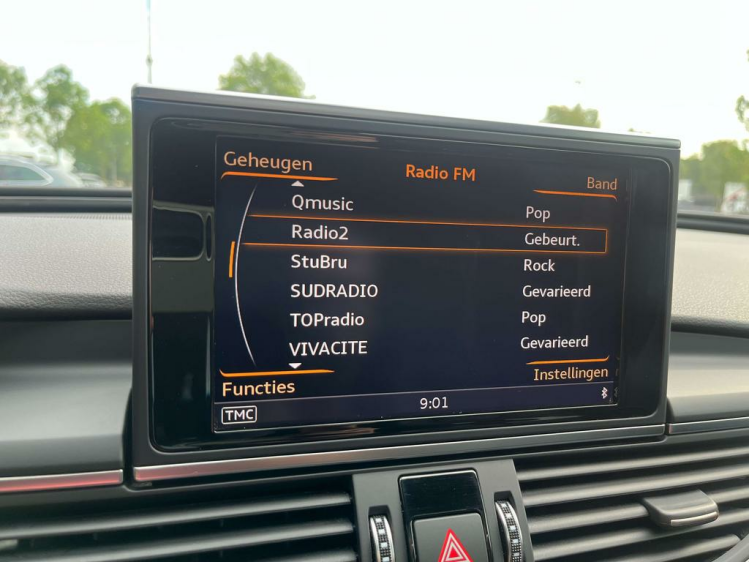 Geheugen
Radio FM
Band
Qmusic Pop
Radio2 Gebeurt.
StuBru Rock
SUDRADIO Gevarieerd
TOPradio Pop
VIVACITE Gevarieerd
Functies
Instellingen
TMC 9:01